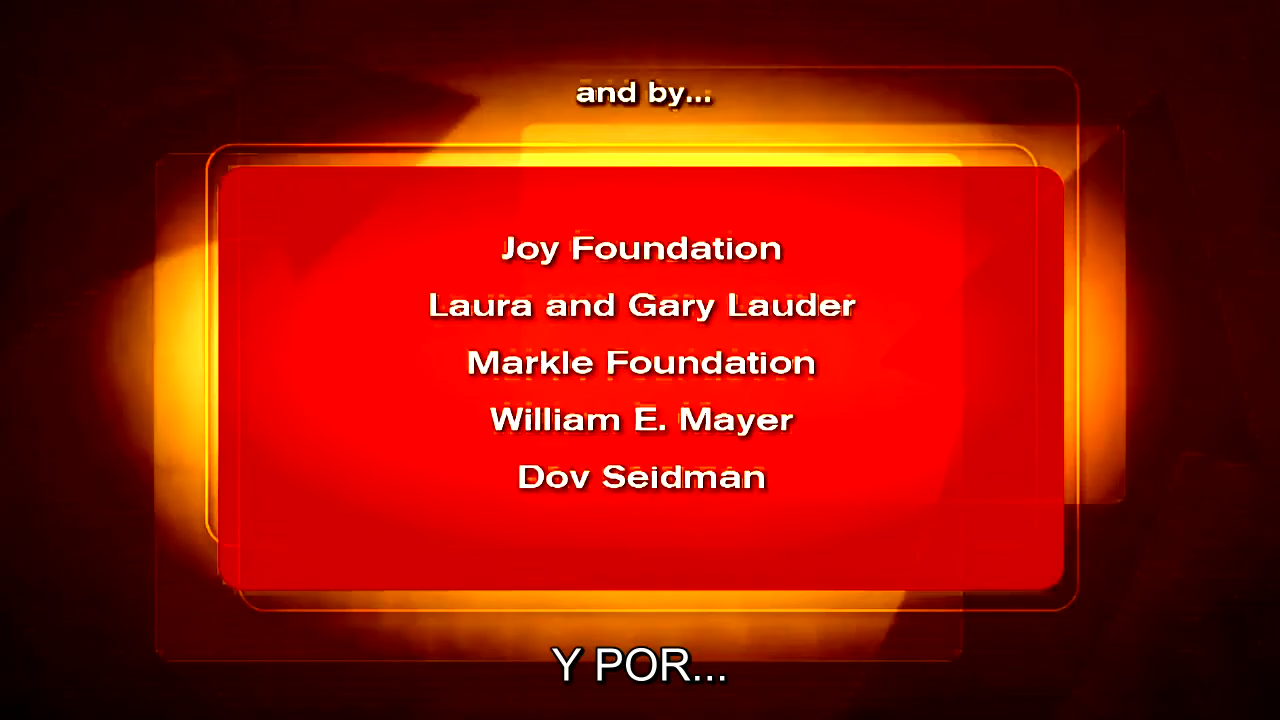 and by...
Joy Foundation
Laura and Gary Lauder
Markle Foundation
William E. Mayer
Dov Seidman
Y POR...